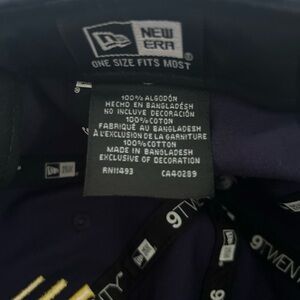 NEW
ERA
ONE SIZE FITS MOST
100% ALGODÓN
HECHO EN BANGLADESH
NO INCLUYE DECORACIÓN
100% COTON
FABRIQUÉ AU BANGLADESH
À L'EXCLUSION DE LA GARNITURE
100% COTTON
MADE IN BANGLADESH
EXCLUSIVE OF DECORATION
RN11493 CA40289
9TWENTY
9TWENTY